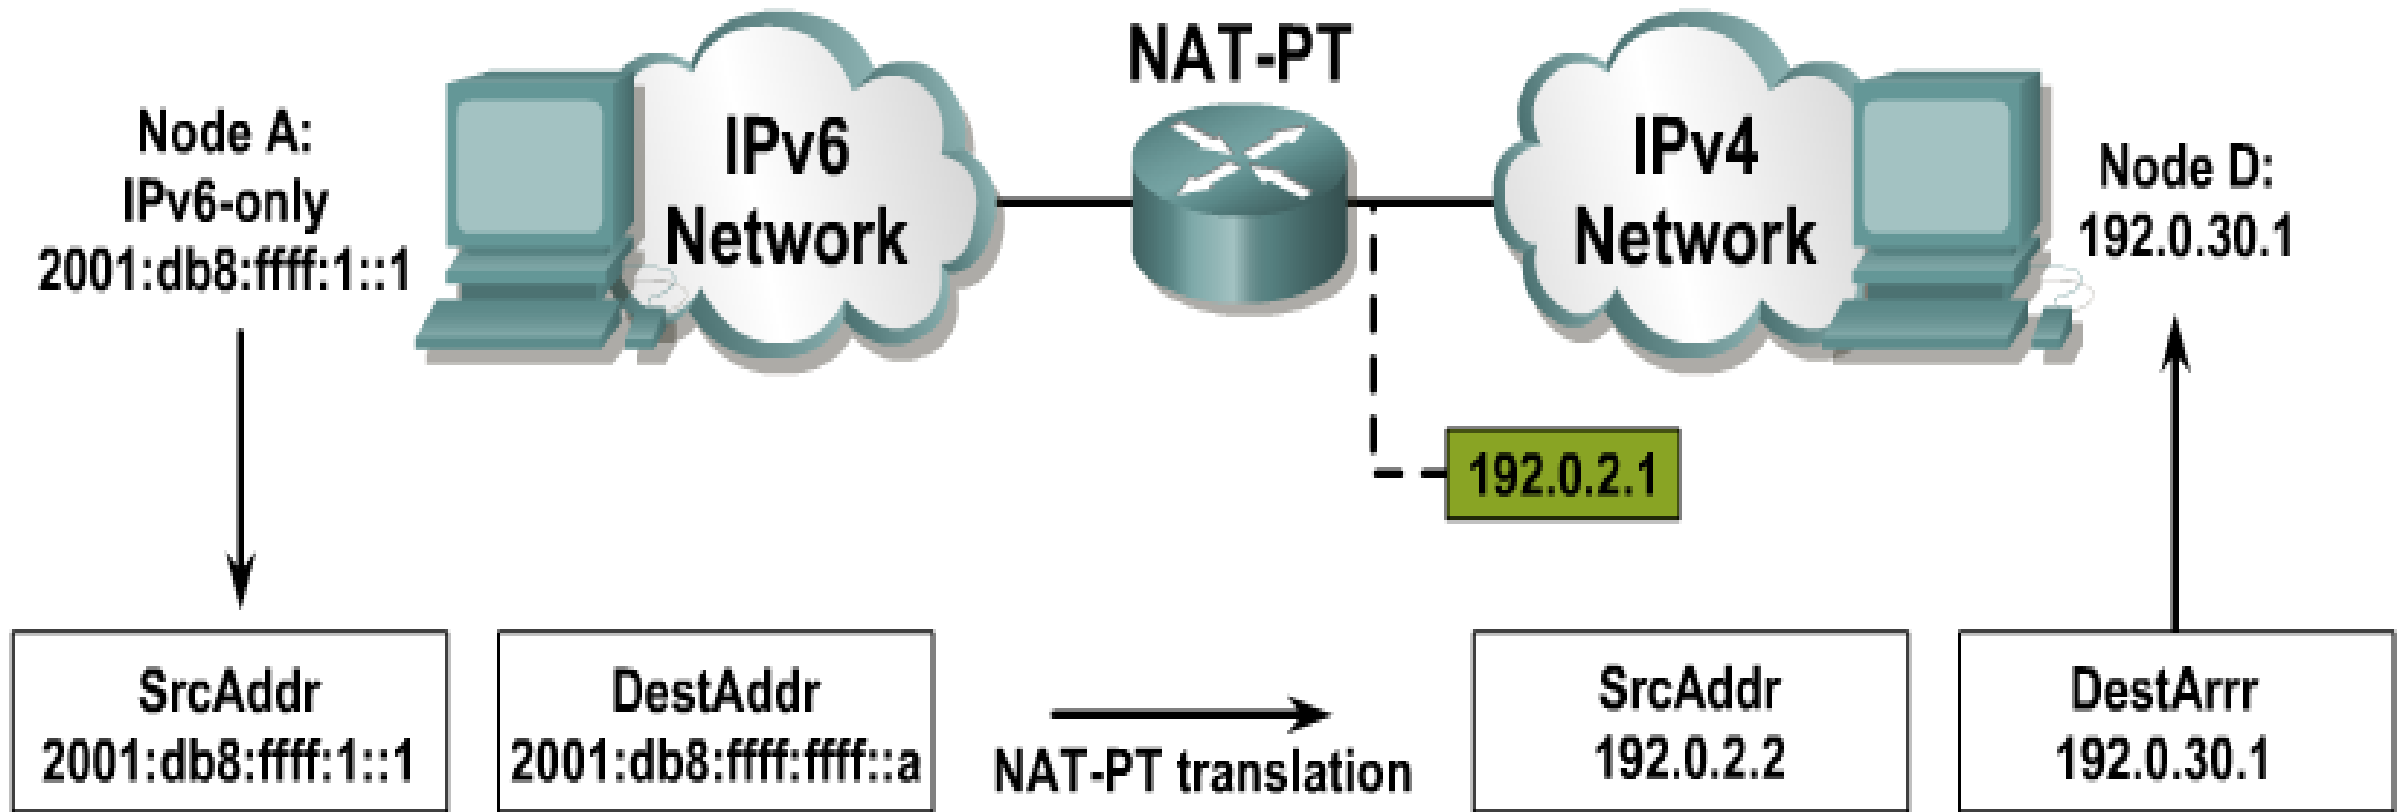 NAT-PT
Node A:
IPv6-only
2001:db8:ffff:1::1
IPv6
Network
IPv4
Network
Node D:
192.0.30.1
192.0.2.1
SrcAddr
2001:db8:ffff:1::1
DestAddr
2001:db8:ffff:ffff::a
NAT-PT translation
SrcAddr
192.0.2.2
DestArrr
192.0.30.1